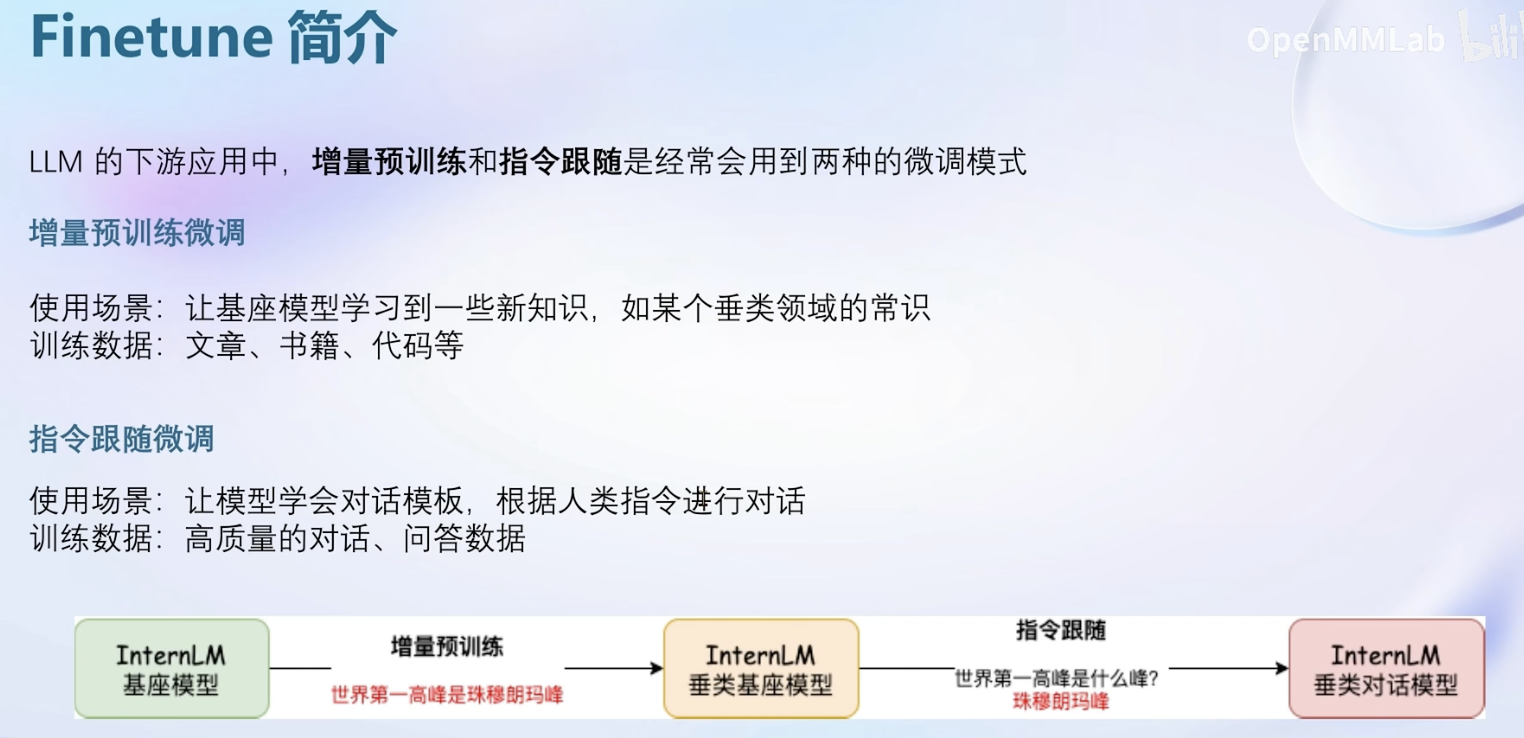 Finetune 简介
OpenMMLab bili
LLM 的下游应用中，增量预训练和指令跟随是经常会用到两种的微调模式
增量预训练微调
使用场景：让基座模型学习到一些新知识，如某个垂类领域的常识
训练数据：文章、书籍、代码等
指令跟随微调
使用场景：让模型学会对话模板，根据人类指令进行对话
训练数据：高质量的对话、问答数据
InternLM
基座模型
增量预训练
世界第一高峰是珠穆朗玛峰
InternLM
垂类基座模型
指令跟随
世界第一高峰是什么峰？
珠穆朗玛峰
InternLM
垂类对话模型